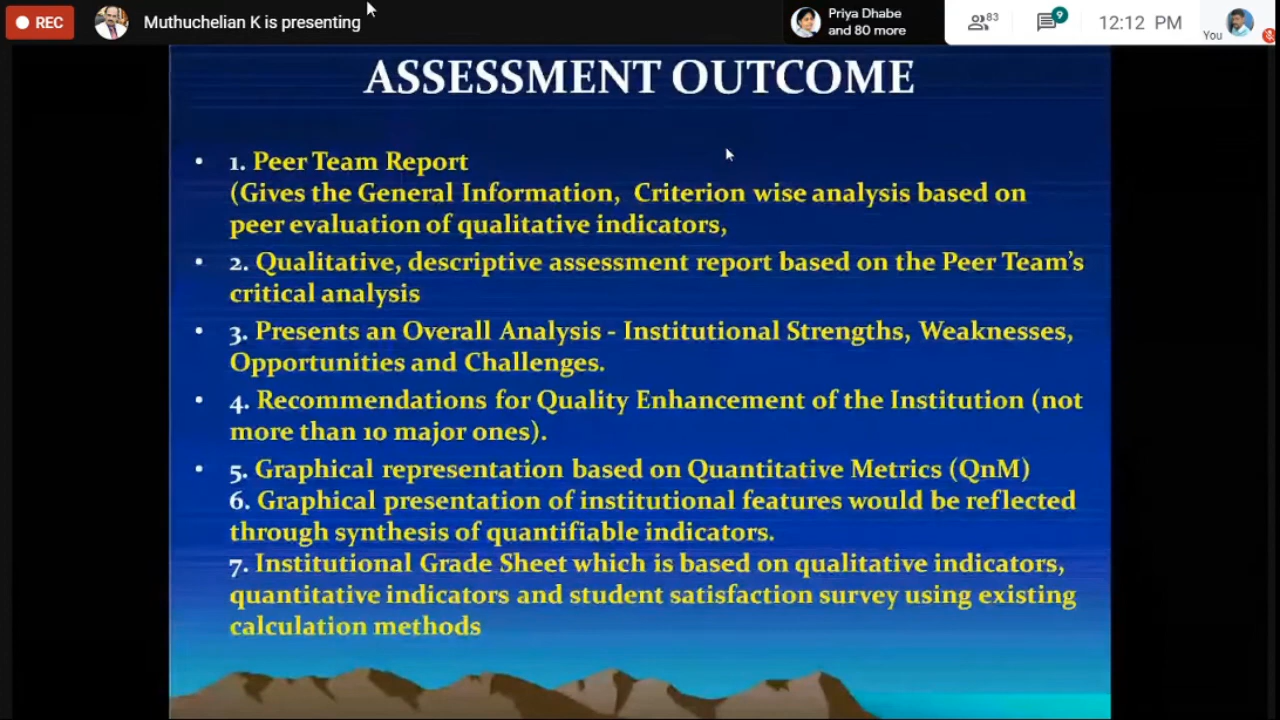 REC
Muthuchelian K is presenting
Priya Dhabe
and 80 more
83
9
12:12 PM
You
ASSESSMENT OUTCOME
• 1. Peer Team Report
(Gives the General Information, Criterion wise analysis based on
peer evaluation of qualitative indicators,
• 2. Qualitative, descriptive assessment report based on the Peer Team’s
critical analysis
• 3. Presents an Overall Analysis - Institutional Strengths, Weaknesses,
Opportunities and Challenges.
• 4. Recommendations for Quality Enhancement of the Institution (not
more than 10 major ones).
• 5. Graphical representation based on Quantitative Metrics (QnM)
6. Graphical presentation of institutional features would be reflected
through synthesis of quantifiable indicators.
7. Institutional Grade Sheet which is based on qualitative indicators,
quantitative indicators and student satisfaction survey using existing
calculation methods